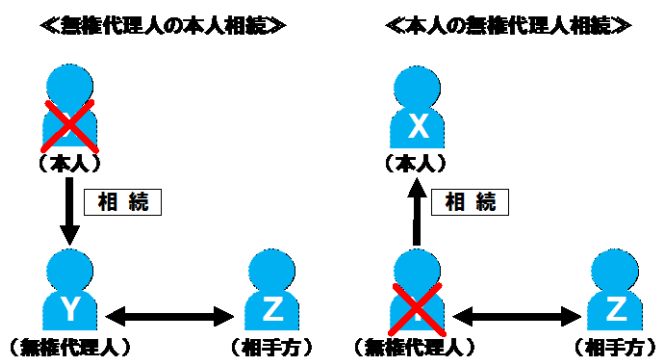 ≪無権代理人の本人相続≫
≪本人の無権代理人相続≫
X
(本人)
(本人)
相 続
相 続
Y
Z
Z
(無権代理人)
(相手方)
(無権代理人)
(相手方)